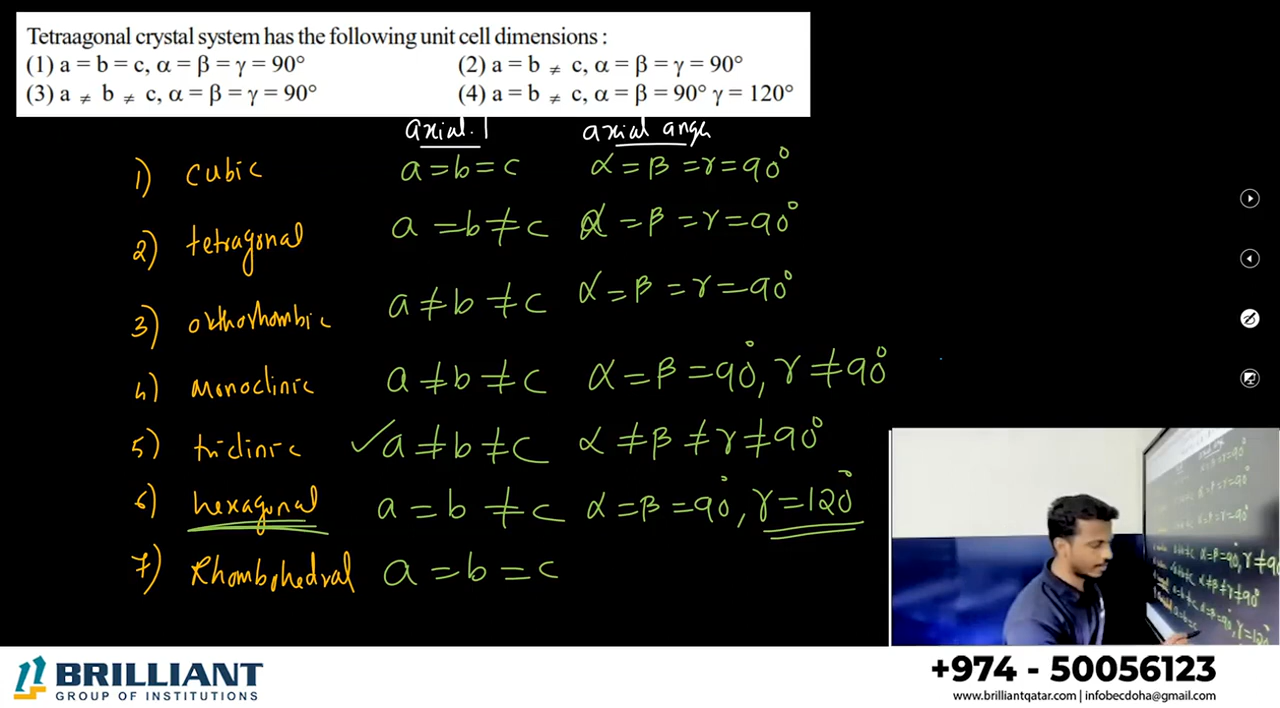 Tetraagonal crystal system has the following unit cell dimensions :
(1) a = b = c, α = β = γ = 90° (2) a = b ≠ c, α = β = γ = 90°
(3) a ≠ b ≠ c, α = β = γ = 90° (4) a = b ≠ c, α = β = 90° γ = 120°
axial. l axial angle
1) cubic a = b = c α = β = γ = 90°
2) tetragonal a = b ≠ c α = β = γ = 90°
3) orthorhombic a ≠ b ≠ c α = β = γ = 90°
4) monoclinic a ≠ b ≠ c α = β = 90°, γ ≠ 90°
5) triclinic ✓a ≠ b ≠ c α ≠ β ≠ γ ≠ 90°
6) hexagonal a = b ≠ c α = β = 90°, γ = 120°
7) Rhombohedral a = b = c
BRILLIANT
GROUP OF INSTITUTIONS
+974 - 50056123
www.brilliantqatar.com | infobecdoha@gmail.com